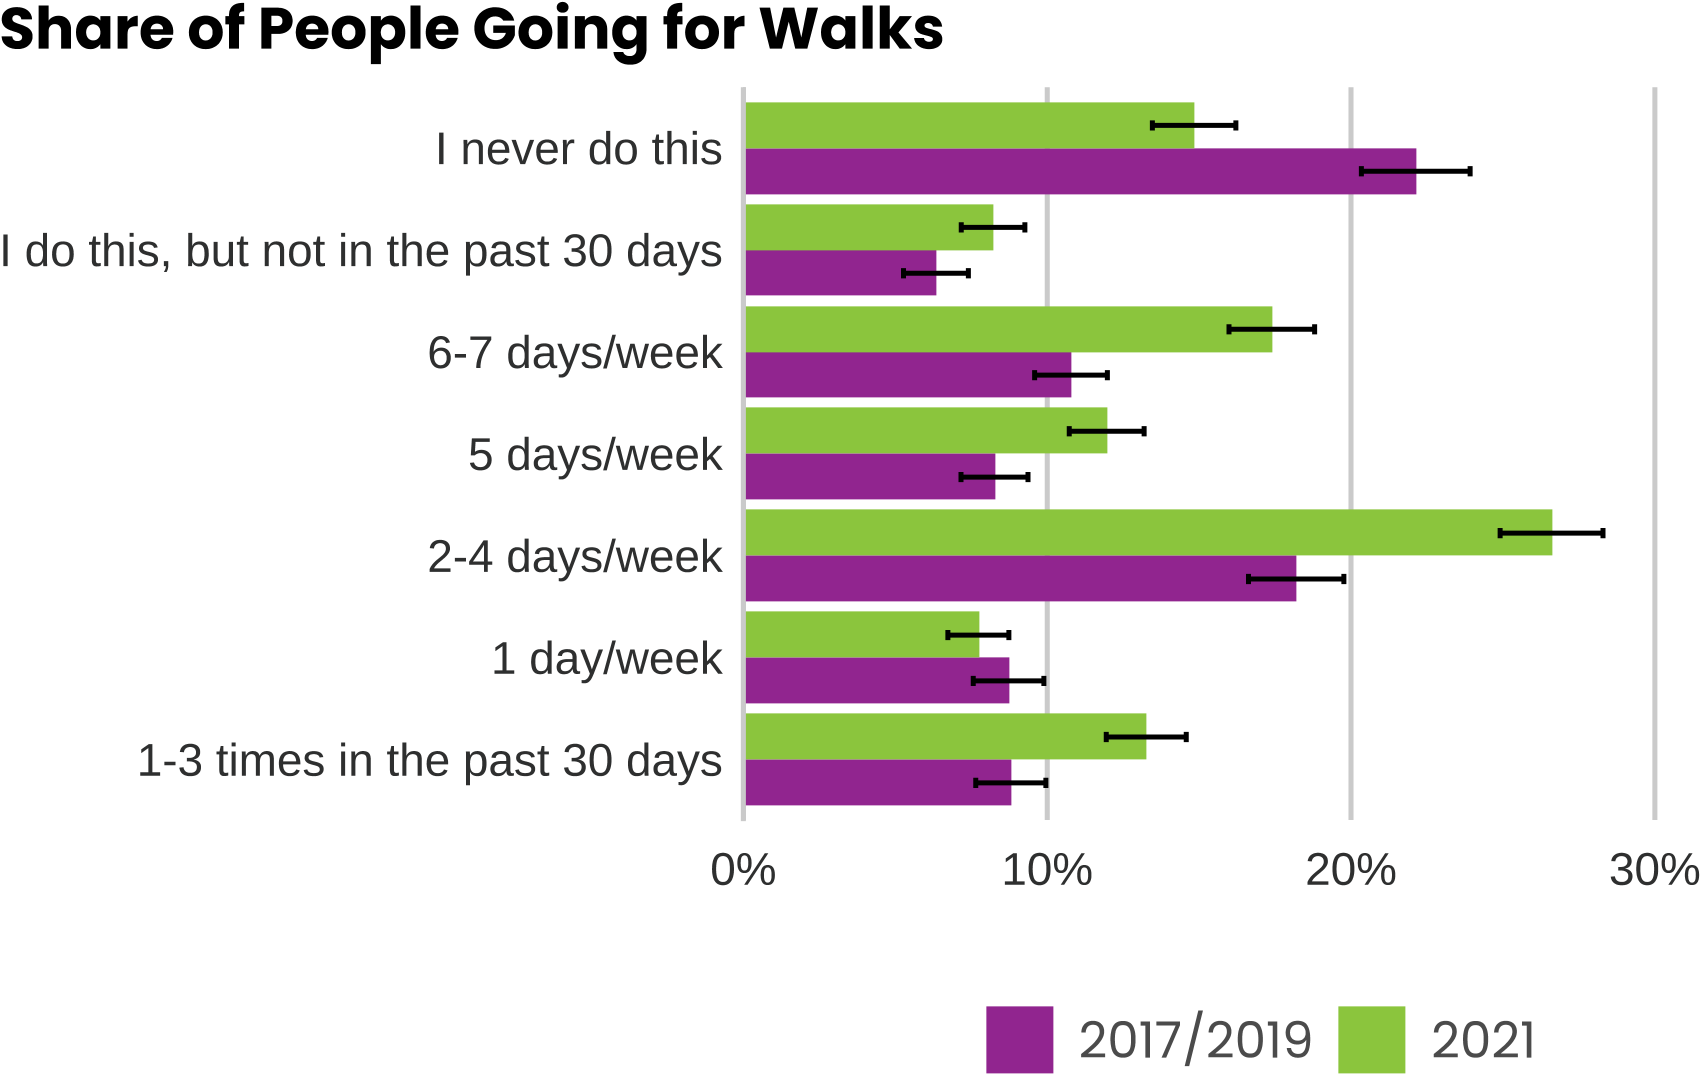 Share of People Going for Walks
I never do this
I do this, but not in the past 30 days
6-7 days/week
5 days/week
2-4 days/week
1 day/week
1-3 times in the past 30 days
0% 10% 20% 30%
2017/2019 2021